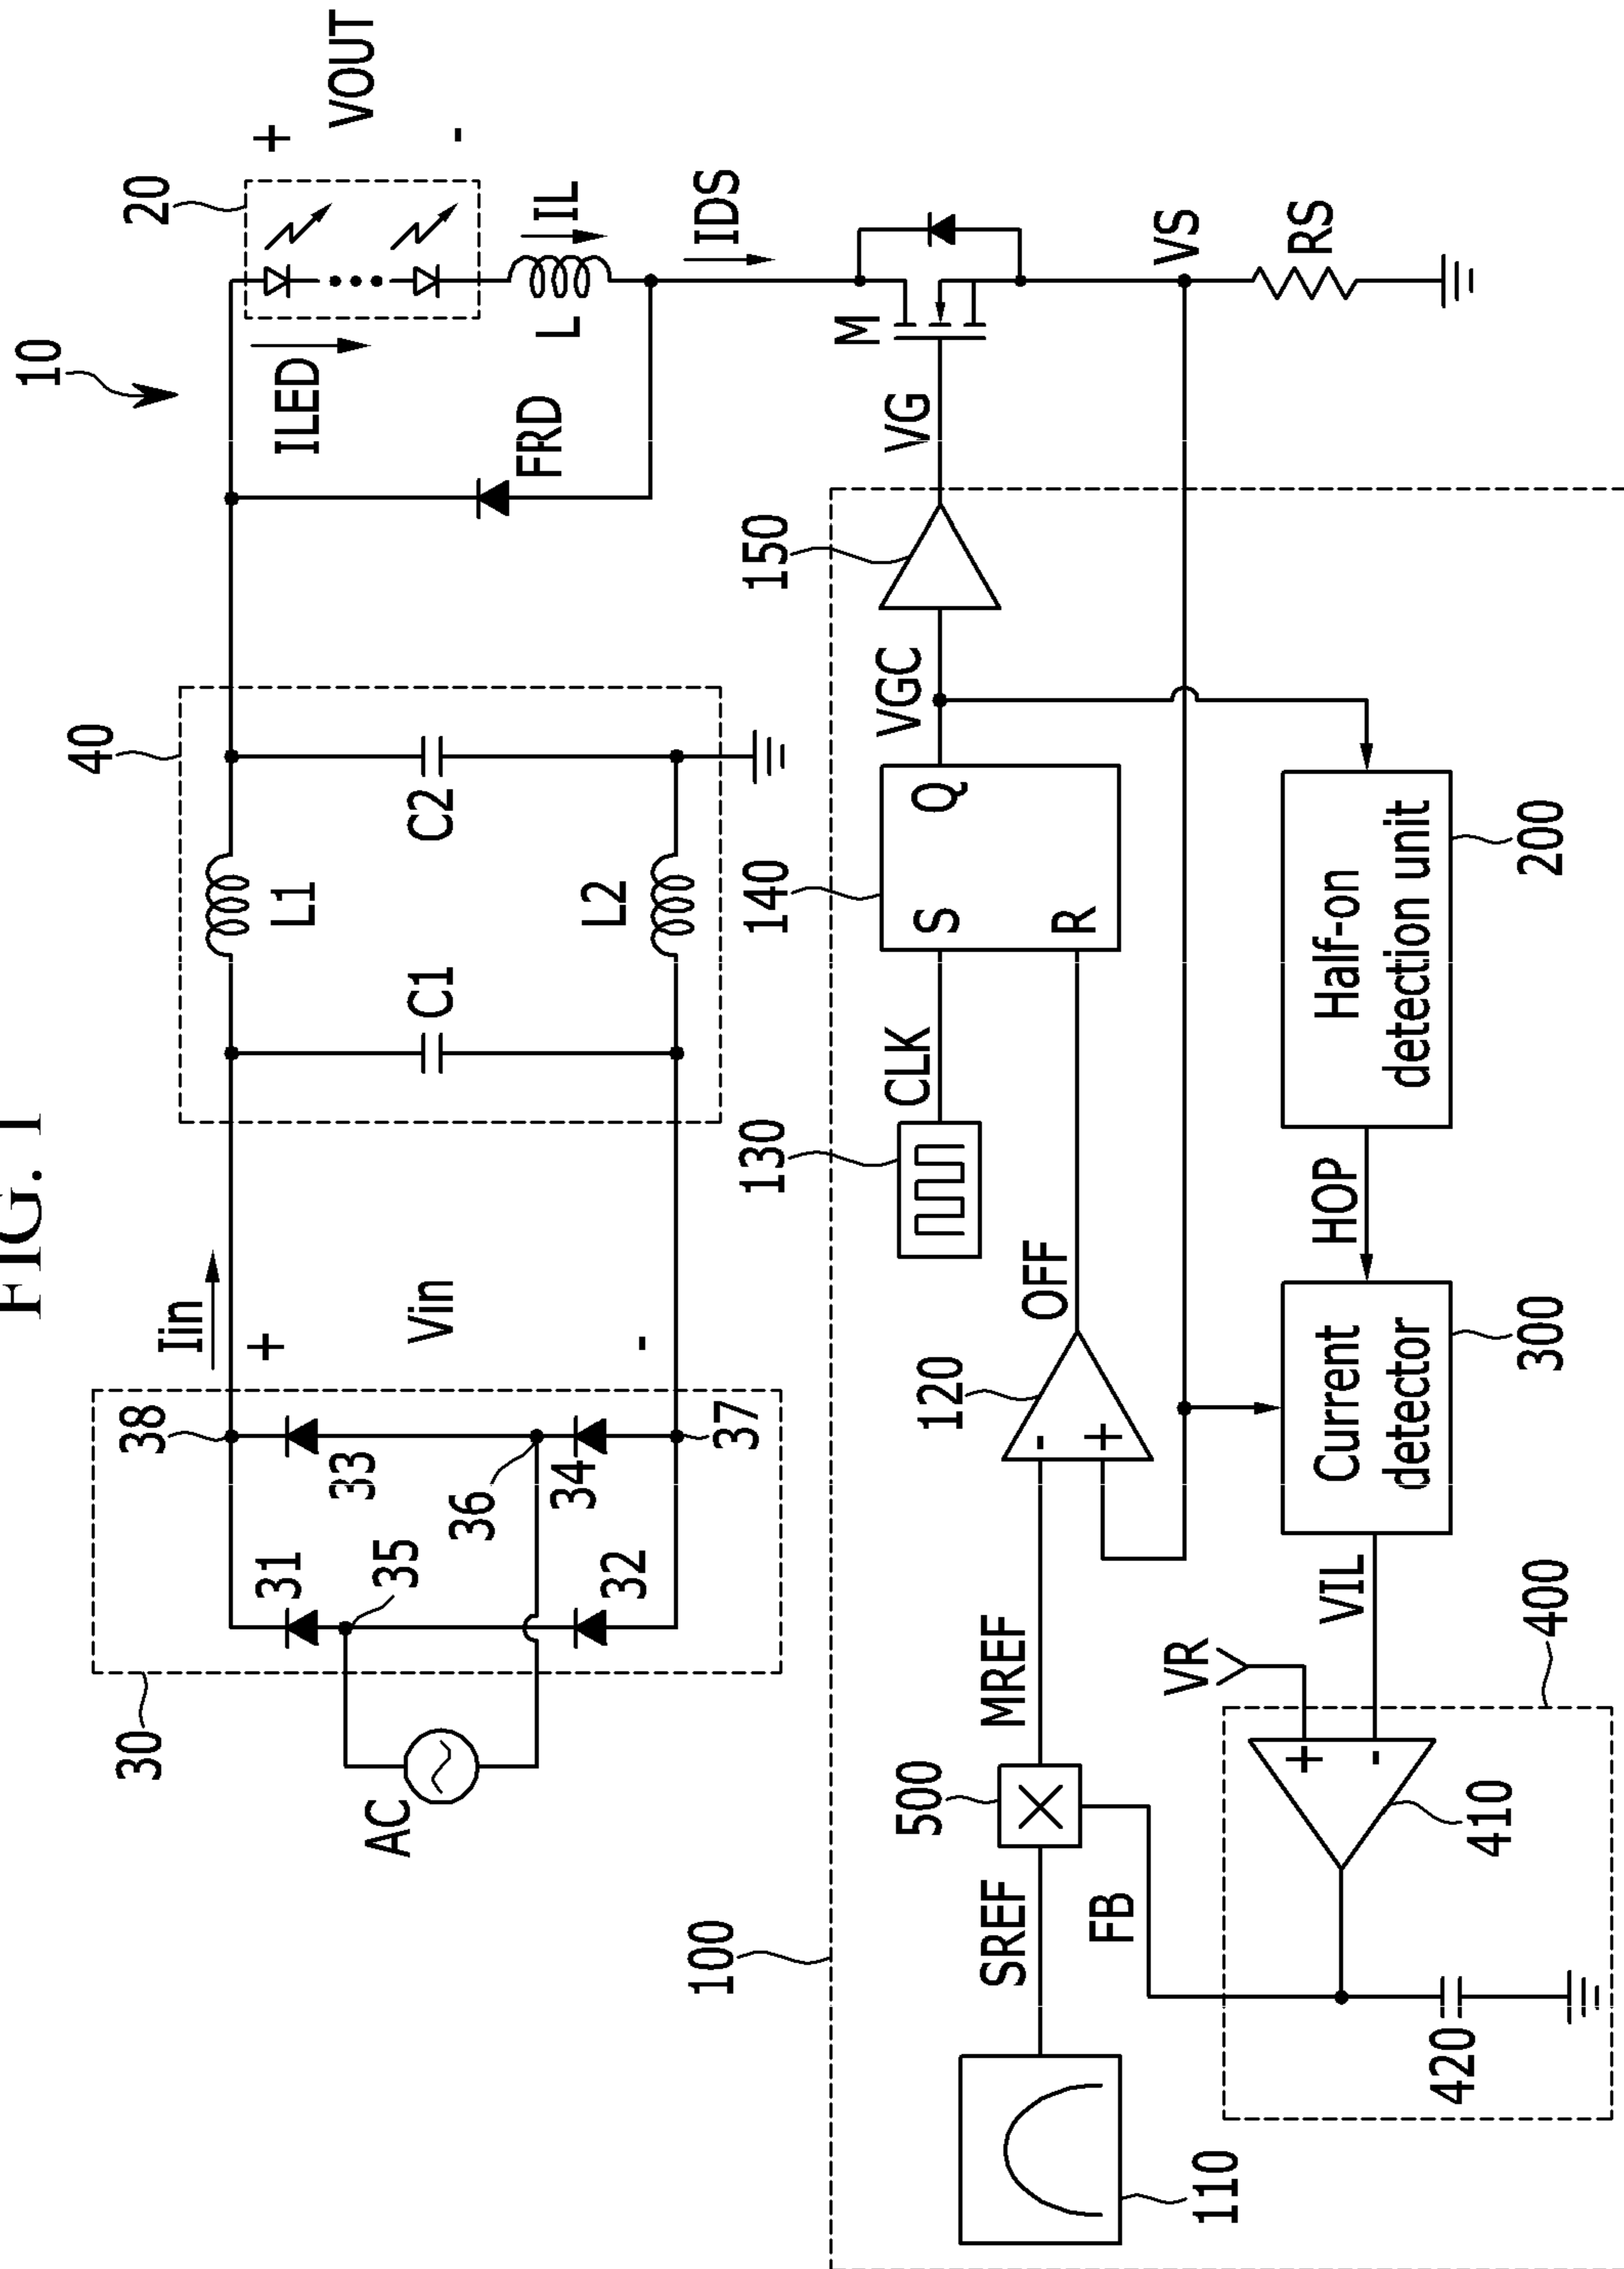 FIG. 1
10
30
AC
31
35
32
33
36
34
38
37
Iin
+
Vin
-
40
L1
C1
C2
L2
20
+
VOUT
-
ILED
FRD
L
IL
IDS
M
VG
VS
RS
100
110
SREF
500
MREF
FB
120
-
+
OFF
130
CLK
140
S
Q
R
VGC
150
Half-on
detection unit
200
HOP
Current
detector
300
VIL
VR
400
+
-
410
420